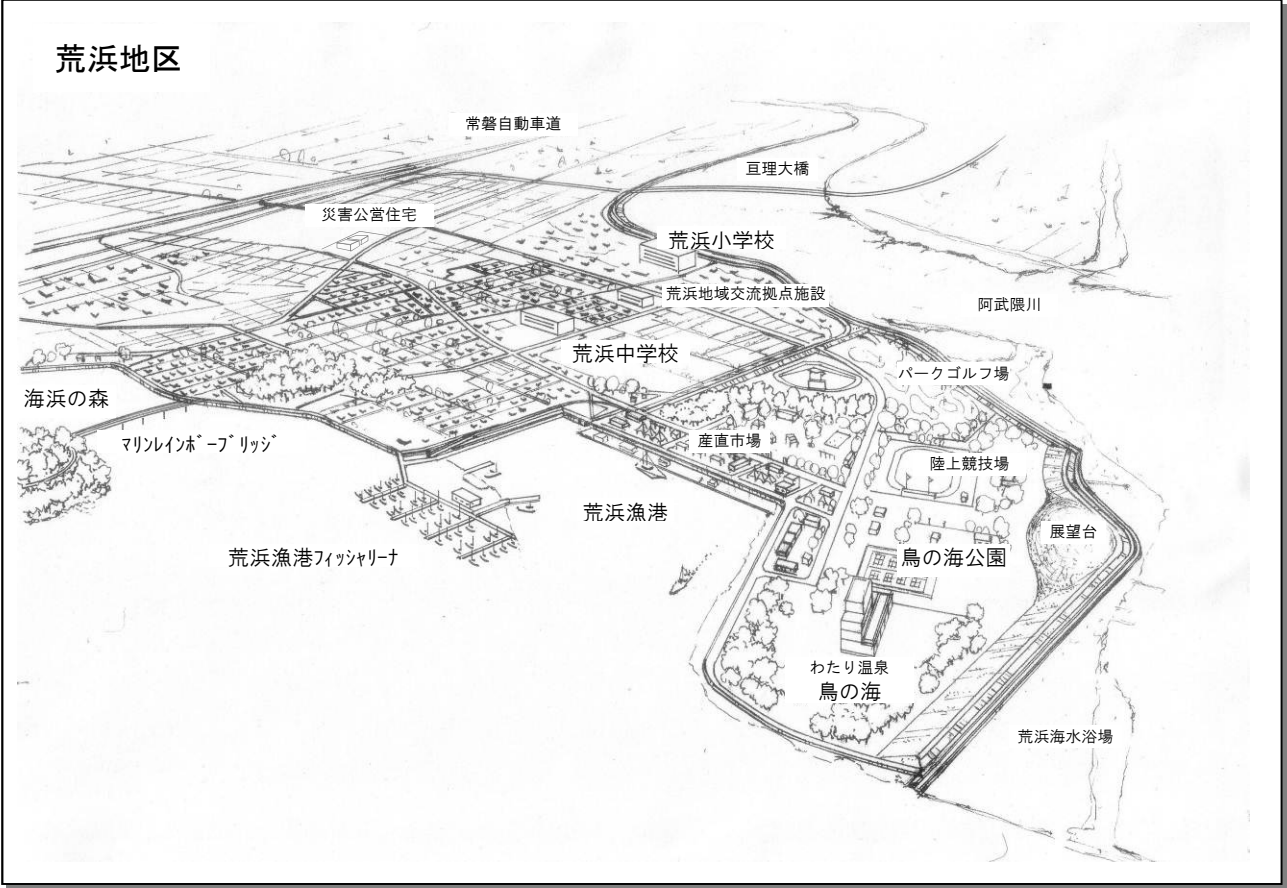 荒浜地区
常磐自動車道
亘理大橋
災害公営住宅
荒浜小学校
荒浜地域交流拠点施設
阿武隈川
荒浜中学校
パークゴルフ場
海浜の森
ﾏﾘﾝﾚｲﾝﾎﾞｰﾌﾞﾘｯｼﾞ
産直市場
陸上競技場
荒浜漁港
展望台
荒浜漁港ﾌｨｯｼｬﾘｰﾅ
鳥の海公園
わたり温泉
鳥の海
荒浜海水浴場